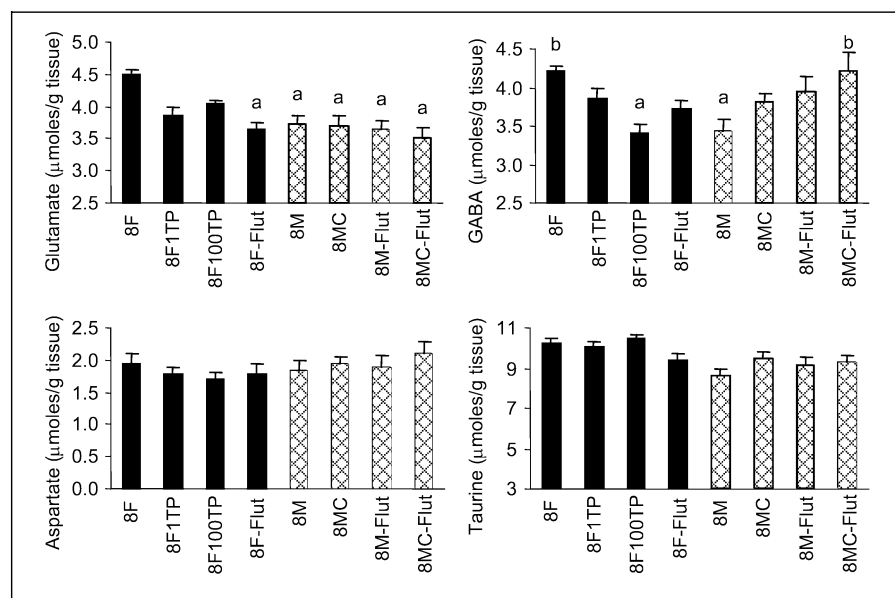 Glutamate (μmoles/g tissue)
5.0
4.5
4.0
3.5
3.0
2.5
a
a
a
a
a
8F
8F1TP
8F100TP
8F-Flut
8M
8MC
8M-Flut
8MC-Flut
GABA (μmoles/g tissue)
4.5
4.0
3.5
3.0
2.5
b
a
a
b
8F
8F1TP
8F100TP
8F-Flut
8M
8MC
8M-Flut
8MC-Flut
Aspartate (μmoles/g tissue)
2.5
2.0
1.5
1.0
0.5
0.0
8F
8F1TP
8F100TP
8F-Flut
8M
8MC
8M-Flut
8MC-Flut
Taurine (μmoles/g tissue)
11
9
7
5
3
8F
8F1TP
8F100TP
8F-Flut
8M
8MC
8M-Flut
8MC-Flut